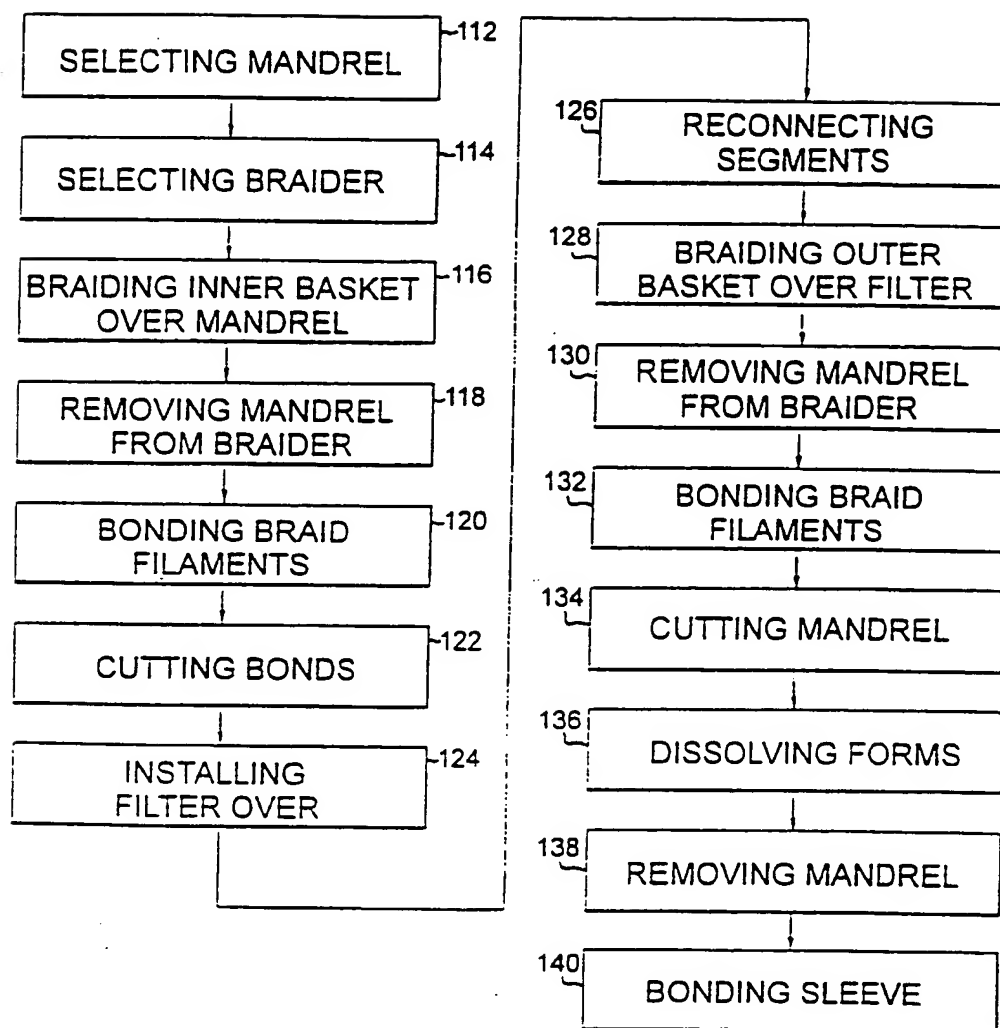 SELECTING MANDREL
112
SELECTING BRAIDER
114
BRAIDING INNER BASKET
OVER MANDREL
116
REMOVING MANDREL
FROM BRAIDER
118
BONDING BRAID
FILAMENTS
120
CUTTING BONDS
122
INSTALLING
FILTER OVER
124
126
RECONNECTING
SEGMENTS
128
BRAIDING OUTER
BASKET OVER FILTER
130
REMOVING MANDREL
FROM BRAIDER
132
BONDING BRAID
FILAMENTS
134
CUTTING MANDREL
136
DISSOLVING FORMS
138
REMOVING MANDREL
140
BONDING SLEEVE